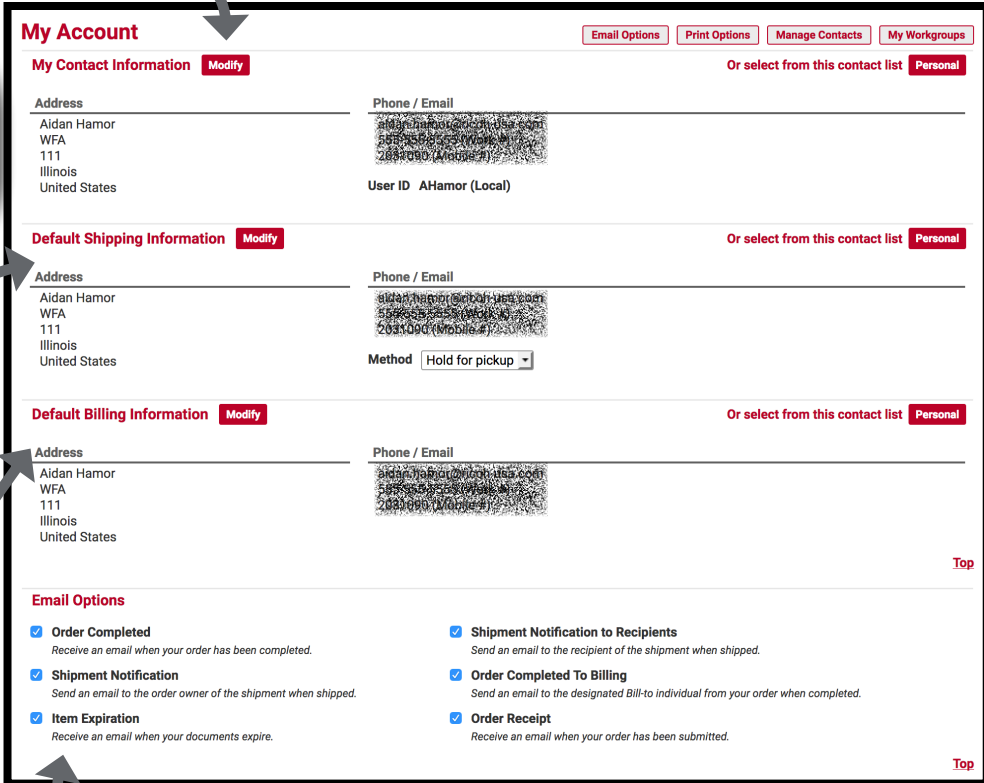 My Account
Email Options Print Options Manage Contacts My Workgroups
My Contact Information Modify
Or select from this contact list Personal
Address
Aidan Hamor
WFA
111
Illinois
United States
Phone / Email
User ID AHamor (Local)
Default Shipping Information Modify
Or select from this contact list Personal
Address
Aidan Hamor
WFA
111
Illinois
United States
Phone / Email
Method Hold for pickup
Default Billing Information Modify
Or select from this contact list Personal
Address
Aidan Hamor
WFA
111
Illinois
United States
Phone / Email
Top
Email Options
Order Completed
Receive an email when your order has been completed.
Shipment Notification to Recipients
Send an email to the recipient of the shipment when shipped.
Shipment Notification
Send an email to the order owner of the shipment when shipped.
Order Completed To Billing
Send an email to the designated Bill-to individual from your order when completed.
Item Expiration
Receive an email when your documents expire.
Order Receipt
Receive an email when your order has been submitted.
Top